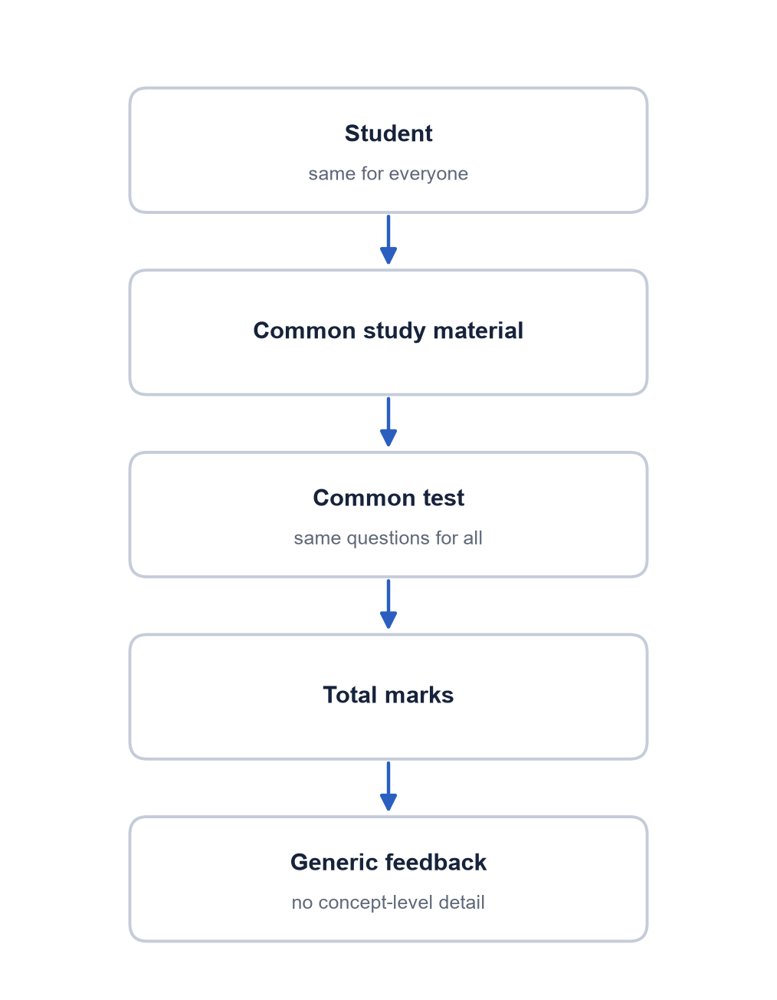 Student
same for everyone
Common study material
Common test
same questions for all
Total marks
Generic feedback
no concept-level detail